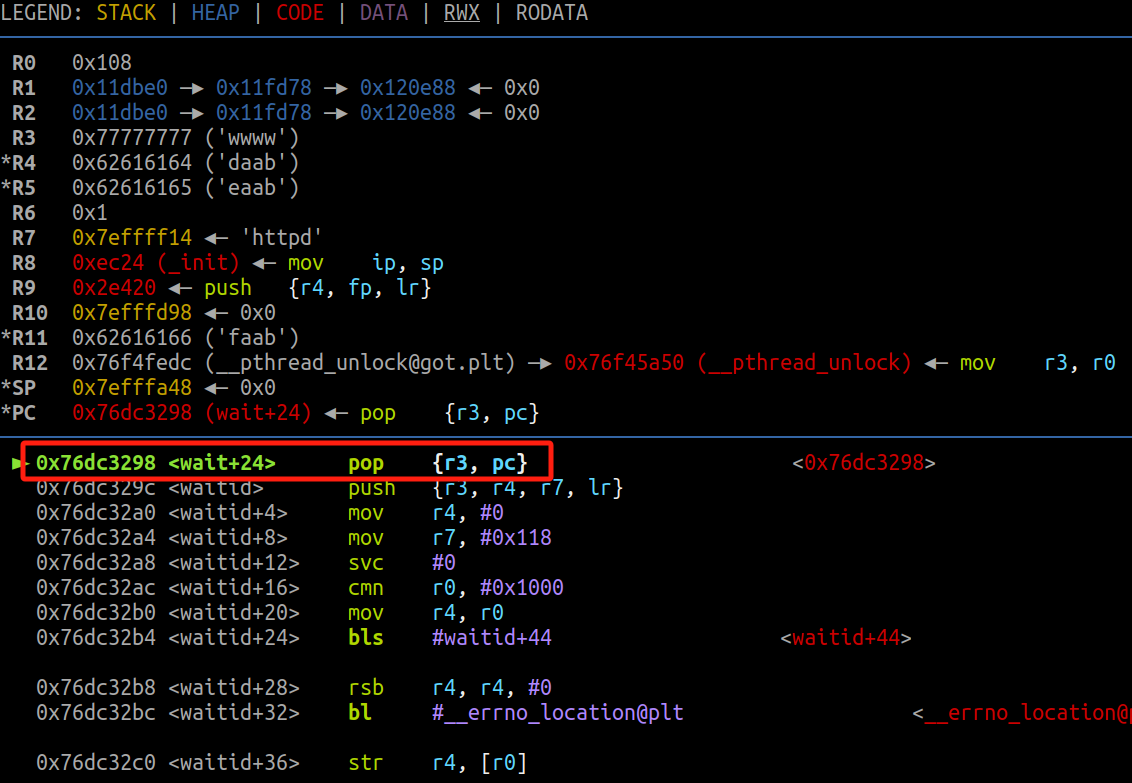 LEGEND: STACK | HEAP | CODE | DATA | RWX | RODATA
R0 0x108
R1 0x11dbe0 —▸ 0x11fd78 —▸ 0x120e88 ◂— 0x0
R2 0x11dbe0 —▸ 0x11fd78 —▸ 0x120e88 ◂— 0x0
R3 0x77777777 ('wwww')
*R4 0x62616164 ('daab')
*R5 0x62616165 ('eaab')
R6 0x1
R7 0x7effff14 ◂— 'httpd'
R8 0xec24 (_init) ◂— mov ip, sp
R9 0x2e420 ◂— push {r4, fp, lr}
R10 0x7efffd98 ◂— 0x0
*R11 0x62616166 ('faab')
R12 0x76f4fedc (__pthread_unlock@got.plt) —▸ 0x76f45a50 (__pthread_unlock) ◂— mov r3, r0
*SP 0x7efffa48 ◂— 0x0
*PC 0x76dc3298 (wait+24) ◂— pop {r3, pc}
► 0x76dc3298 <wait+24> pop {r3, pc} <0x76dc3298>
0x76dc329c <waitid> push {r3, r4, r7, lr}
0x76dc32a0 <waitid+4> mov r4, #0
0x76dc32a4 <waitid+8> mov r7, #0x118
0x76dc32a8 <waitid+12> svc #0
0x76dc32ac <waitid+16> cmn r0, #0x1000
0x76dc32b0 <waitid+20> mov r4, r0
0x76dc32b4 <waitid+24> bls #waitid+44 <waitid+44>
0x76dc32b8 <waitid+28> rsb r4, r4, #0
0x76dc32bc <waitid+32> bl #__errno_location@plt <__errno_location@p
0x76dc32c0 <waitid+36> str r4, [r0]